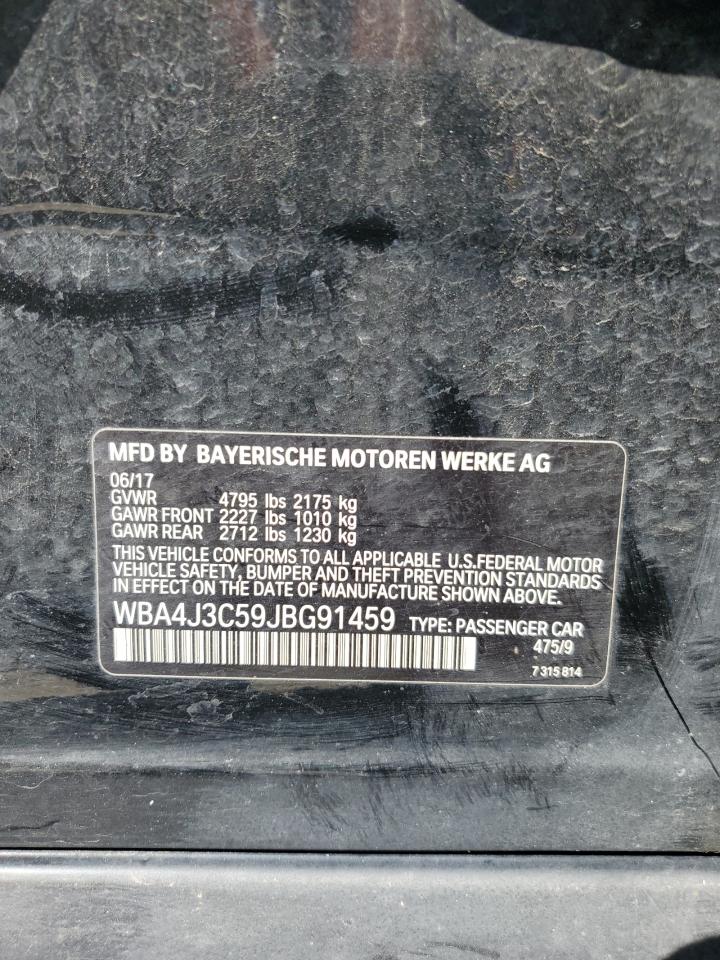 MFD BY BAYERISCHE MOTOREN WERKE AG
06/17
GVWR 4795 lbs 2175 kg
GAWR FRONT 2227 lbs 1010 kg
GAWR REAR 2712 lbs 1230 kg
THIS VEHICLE CONFORMS TO ALL APPLICABLE U.S.FEDERAL MOTOR
VEHICLE SAFETY, BUMPER AND THEFT PREVENTION STANDARDS
IN EFFECT ON THE DATE OF MANUFACTURE SHOWN ABOVE.
WBA4J3C59JBG91459 TYPE: PASSENGER CAR
475/9
7 315 814